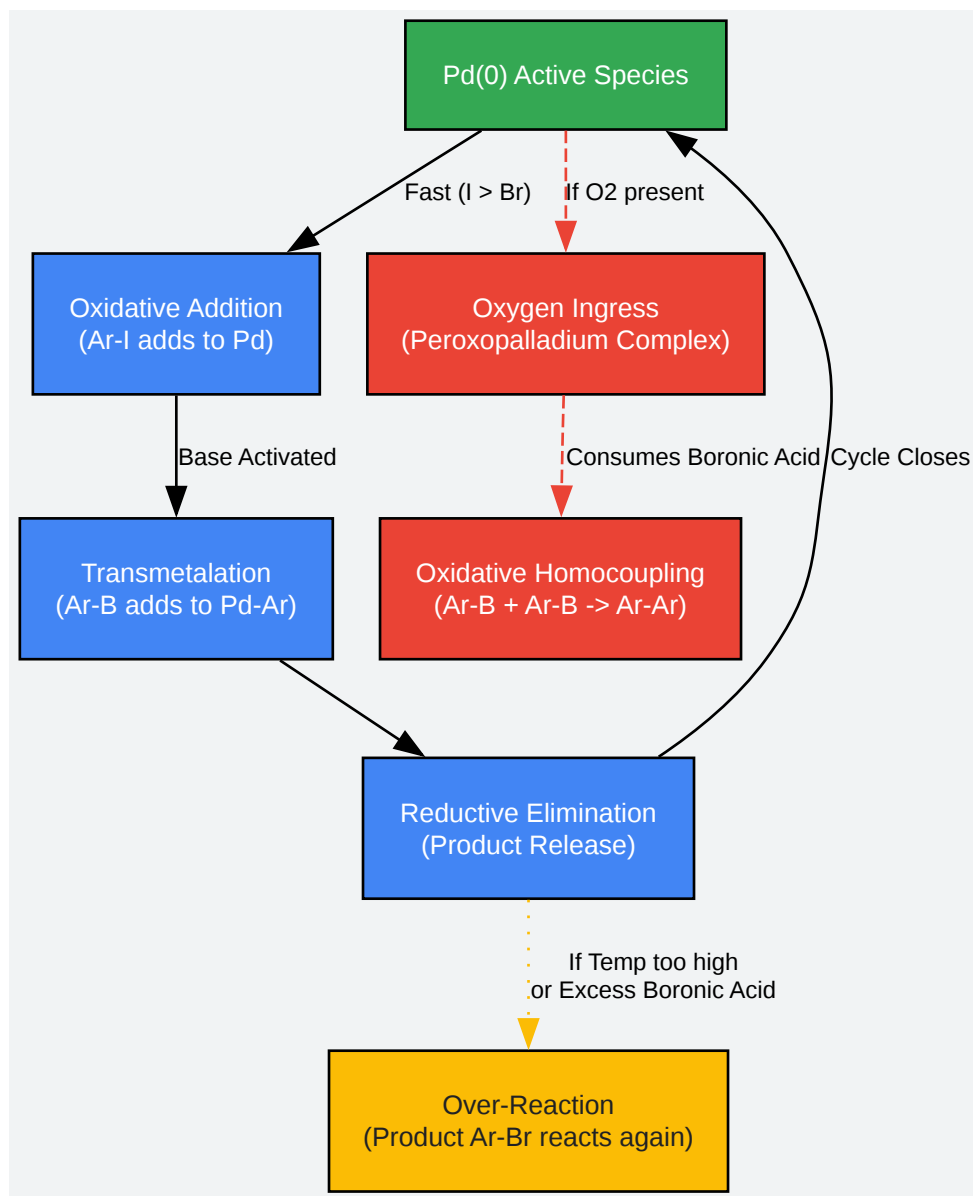 Pd(0) Active Species
Fast (I > Br)
If O2 present
Oxidative Addition
(Ar-I adds to Pd)
Oxygen Ingress
(Peroxopalladium Complex)
Base Activated
Consumes Boronic Acid
Cycle Closes
Transmetalation
(Ar-B adds to Pd-Ar)
Oxidative Homocoupling
(Ar-B + Ar-B -> Ar-Ar)
Reductive Elimination
(Product Release)
If Temp too high
or Excess Boronic Acid
Over-Reaction
(Product Ar-Br reacts again)